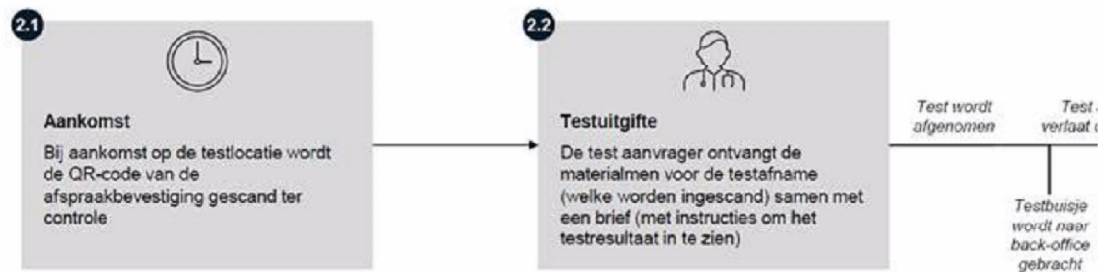 2.1
Aankomst
Bij aankomst op de testlocatie wordt
de QR-code van de
afspraakbevestiging gescand ter
controle
2.2
Testuitgifte
De test aanvrager ontvangt de
materialmen voor de testafname
(welke worden ingescand) samen met
een brief (met instructies om het
testresultaat in te zien)
Test wordt
afgenomen
Test
verlaat
Testbuisje
wordt naar
back-office
gebracht